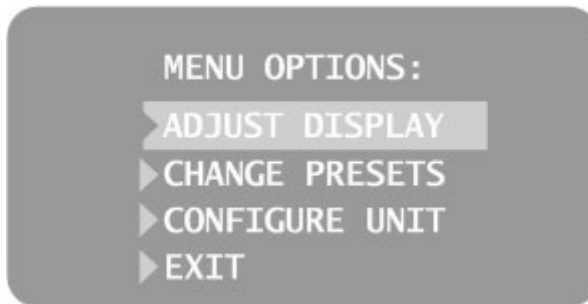 MENU OPTIONS:
ADJUST DISPLAY
CHANGE PRESETS
CONFIGURE UNIT
EXIT